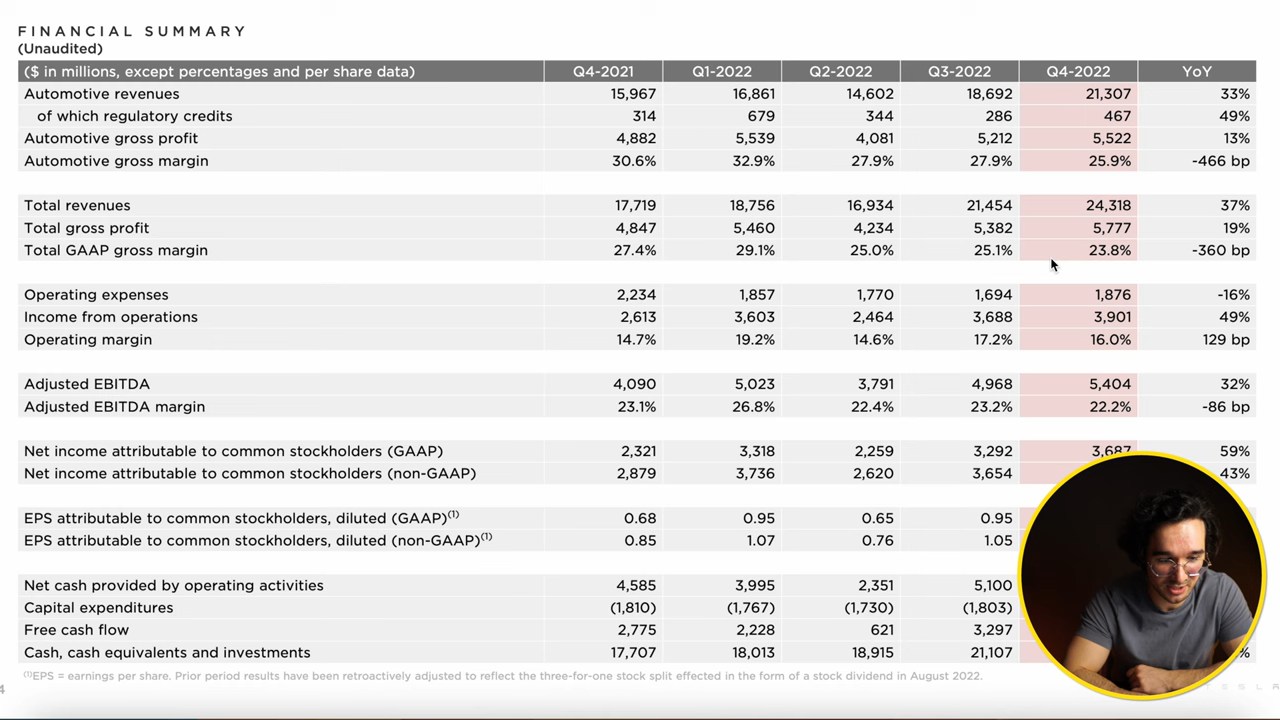 FINANCIAL SUMMARY
(Unaudited)
($ in millions, except percentages and per share data) Q4-2021 Q1-2022 Q2-2022 Q3-2022 Q4-2022 YoY
Automotive revenues 15,967 16,861 14,602 18,692 21,307 33%
of which regulatory credits 314 679 344 286 467 49%
Automotive gross profit 4,882 5,539 4,081 5,212 5,522 13%
Automotive gross margin 30.6% 32.9% 27.9% 27.9% 25.9% -466 bp
Total revenues 17,719 18,756 16,934 21,454 24,318 37%
Total gross profit 4,847 5,460 4,234 5,382 5,777 19%
Total GAAP gross margin 27.4% 29.1% 25.0% 25.1% 23.8% -360 bp
Operating expenses 2,234 1,857 1,770 1,694 1,876 -16%
Income from operations 2,613 3,603 2,464 3,688 3,901 49%
Operating margin 14.7% 19.2% 14.6% 17.2% 16.0% 129 bp
Adjusted EBITDA 4,090 5,023 3,791 4,968 5,404 32%
Adjusted EBITDA margin 23.1% 26.8% 22.4% 23.2% 22.2% -86 bp
Net income attributable to common stockholders (GAAP) 2,321 3,318 2,259 3,292 3,687 59%
Net income attributable to common stockholders (non-GAAP) 2,879 3,736 2,620 3,654 43%
EPS attributable to common stockholders, diluted (GAAP)(1) 0.68 0.95 0.65 0.95
EPS attributable to common stockholders, diluted (non-GAAP)(1) 0.85 1.07 0.76 1.05
Net cash provided by operating activities 4,585 3,995 2,351 5,100
Capital expenditures (1,810) (1,767) (1,730) (1,803)
Free cash flow 2,775 2,228 621 3,297
Cash, cash equivalents and investments 17,707 18,013 18,915 21,107 %
(1)EPS = earnings per share. Prior period results have been retroactively adjusted to reflect the three-for-one stock split effected in the form of a stock dividend in August 2022.
4